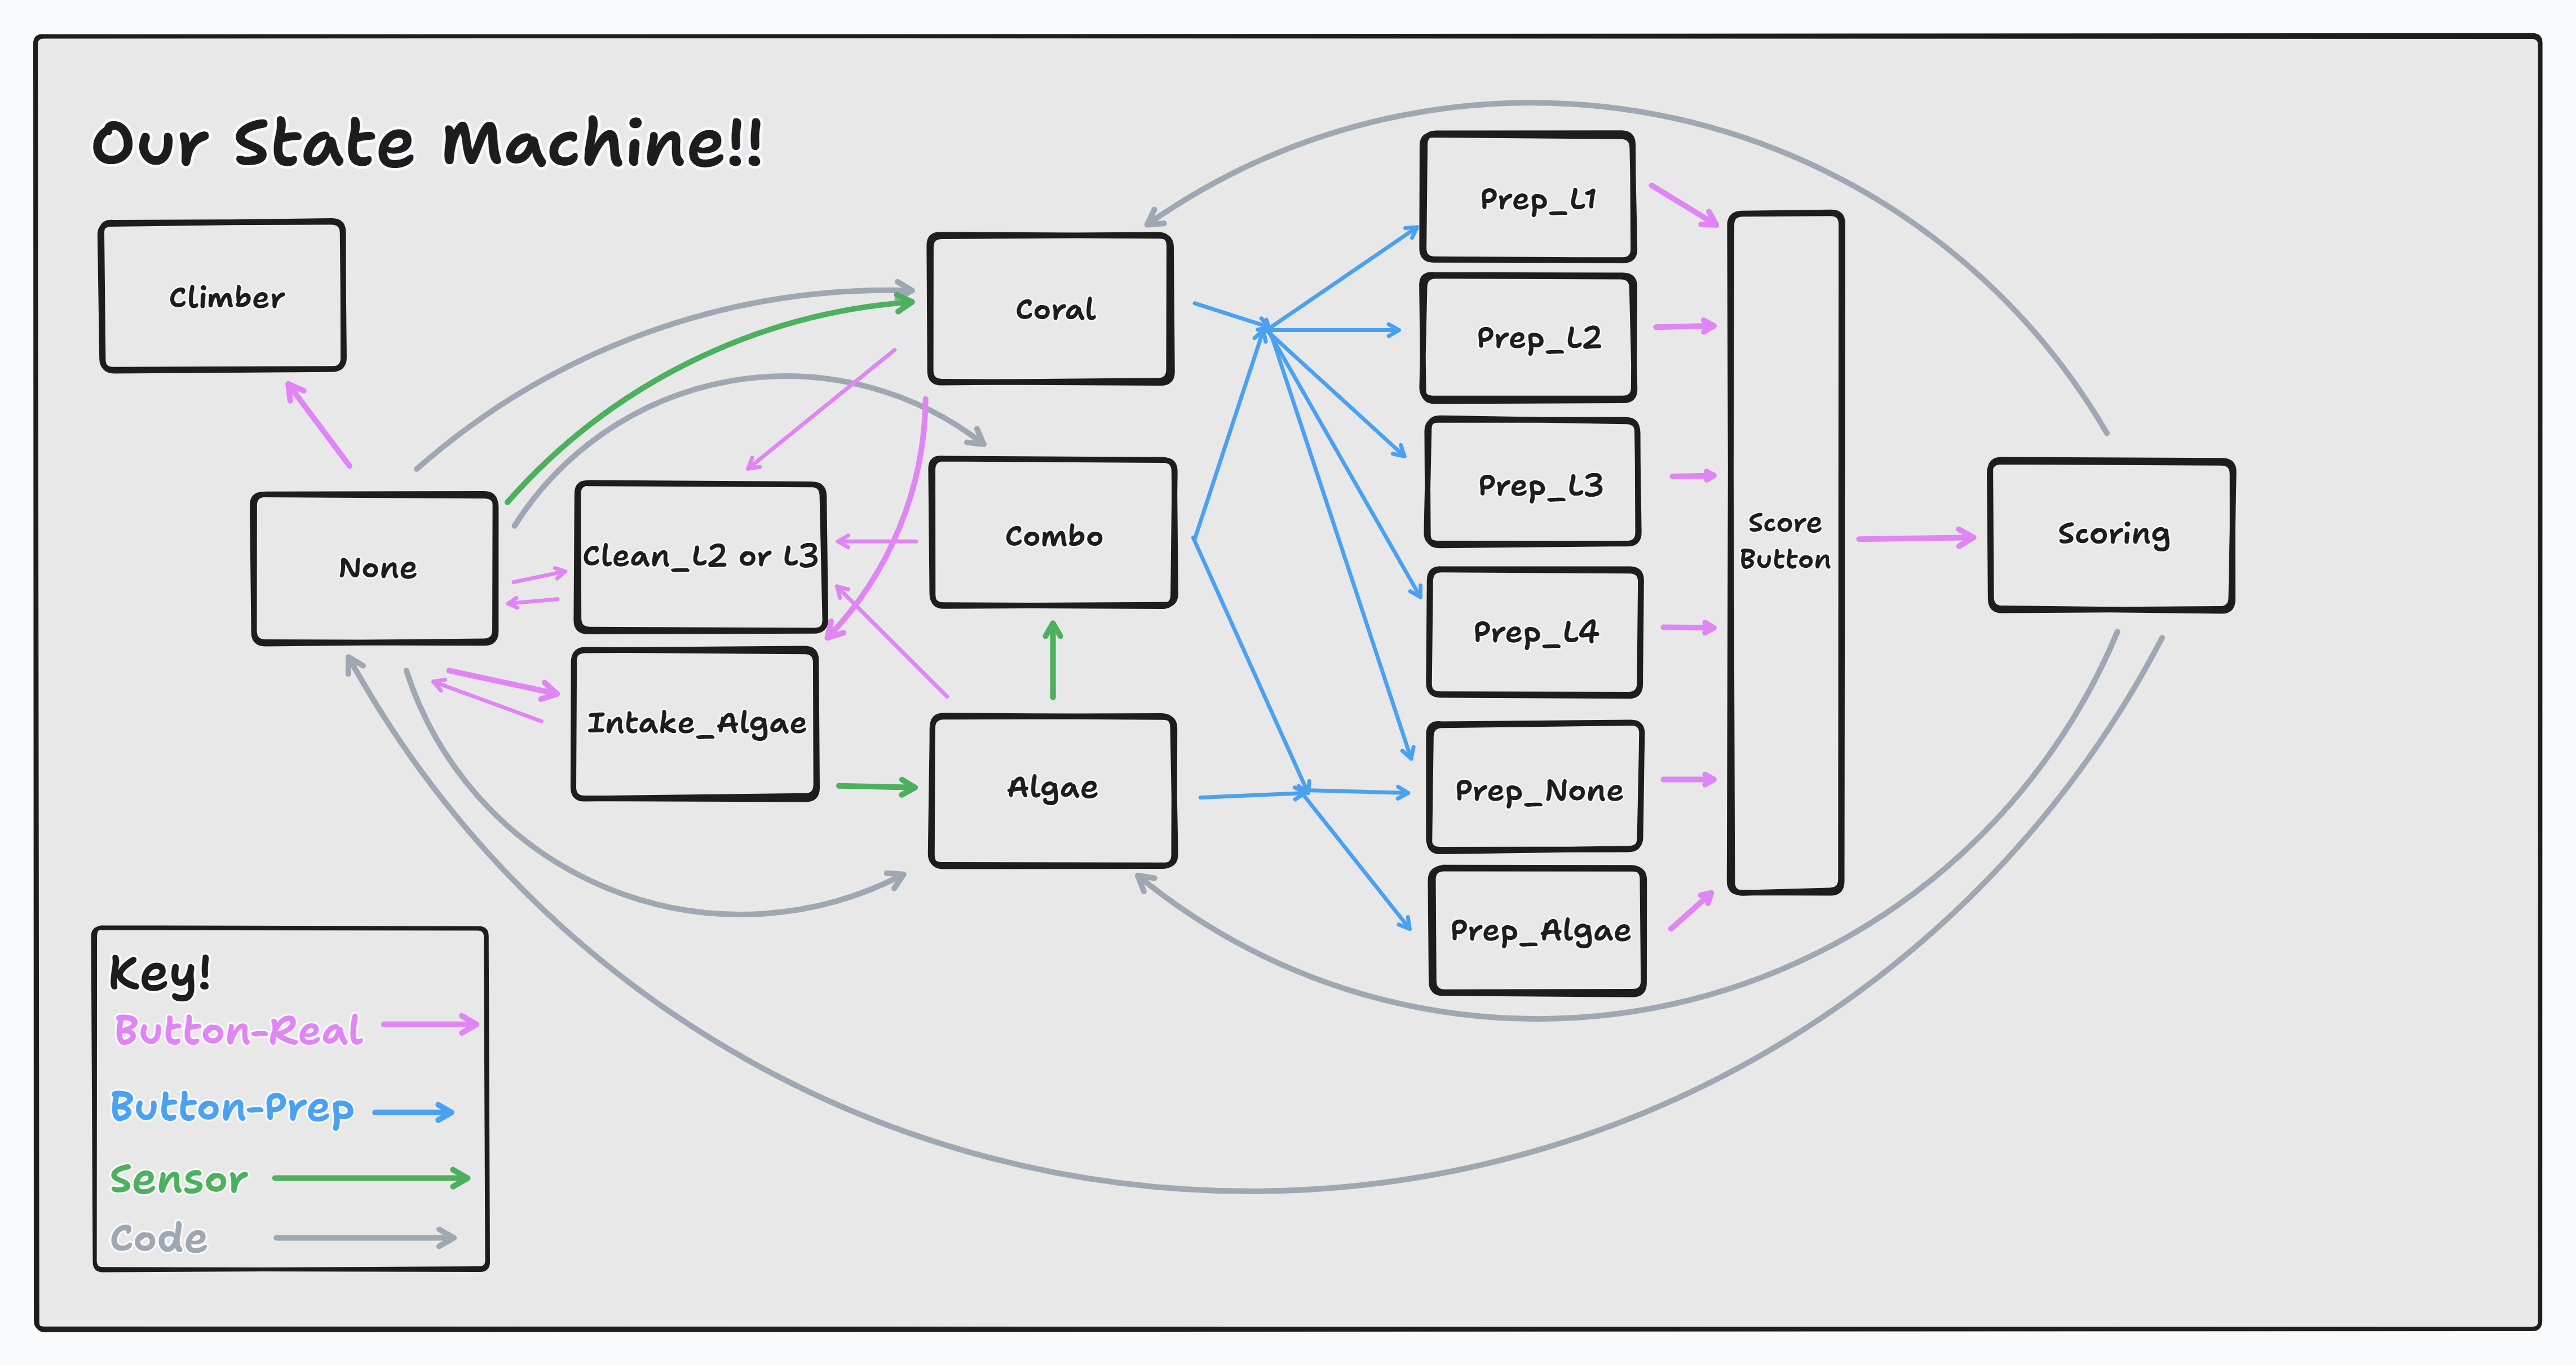 Our State Machine!!
Climber
None
Clean_L2 or L3
Intake_Algae
Coral
Combo
Algae
Prep_L1
Prep_L2
Prep_L3
Prep_L4
Prep_None
Prep_Algae
Score
Button
Scoring
Key!
Button-Real
Button-Prep
Sensor
Code